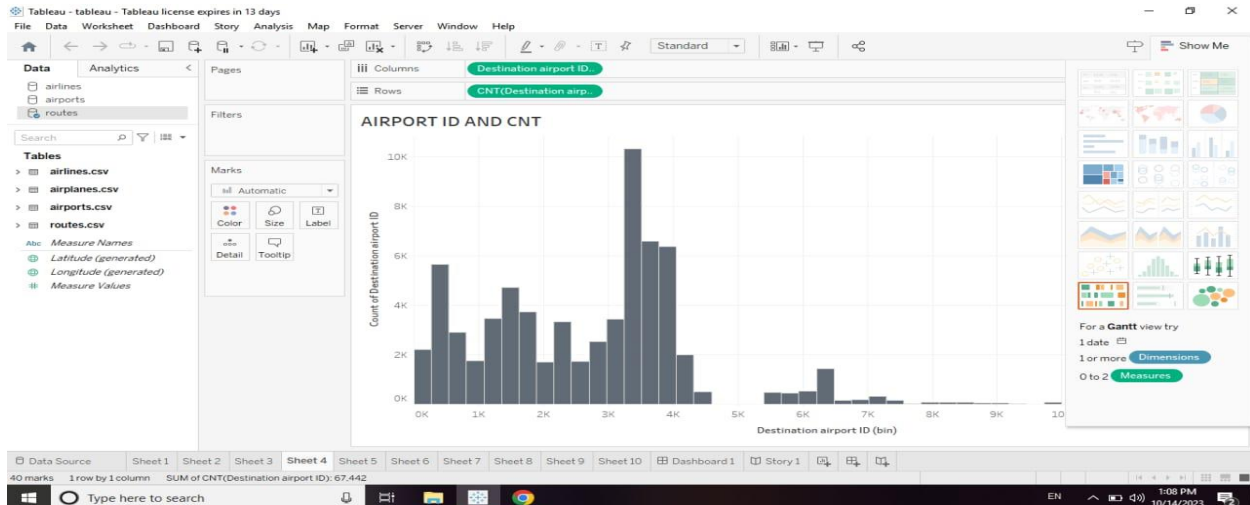 Tableau - tableau - Tableau license expires in 13 days
File Data Worksheet Dashboard Story Analysis Map Format Server Window Help
Standard
Show Me
Data Analytics
airlines
airports
routes
Search
Tables
airlines.csv
airplanes.csv
airports.csv
routes.csv
Abc Measure Names
Latitude (generated)
Longitude (generated)
# Measure Values
Pages
Filters
Marks
Automatic
Color Size Label
Detail Tooltip
iii Columns Destination airport ID..
Rows CNT(Destination airp..
AIRPORT ID AND CNT
Count of Destination airport ID
10K
8K
6K
4K
2K
0K
0K 1K 2K 3K 4K 5K 6K 7K 8K 9K 10
Destination airport ID (bin)
For a Gantt view try
1 date
1 or more Dimensions
0 to 2 Measures
Data Source Sheet 1 Sheet 2 Sheet 3 Sheet 4 Sheet 5 Sheet 6 Sheet 7 Sheet 8 Sheet 9 Sheet 10 Dashboard 1 Story 1
40 marks 1 row by 1 column SUM of CNT(Destination airport ID): 67,442
Type here to search
EN
1:08 PM
10/14/2023
2